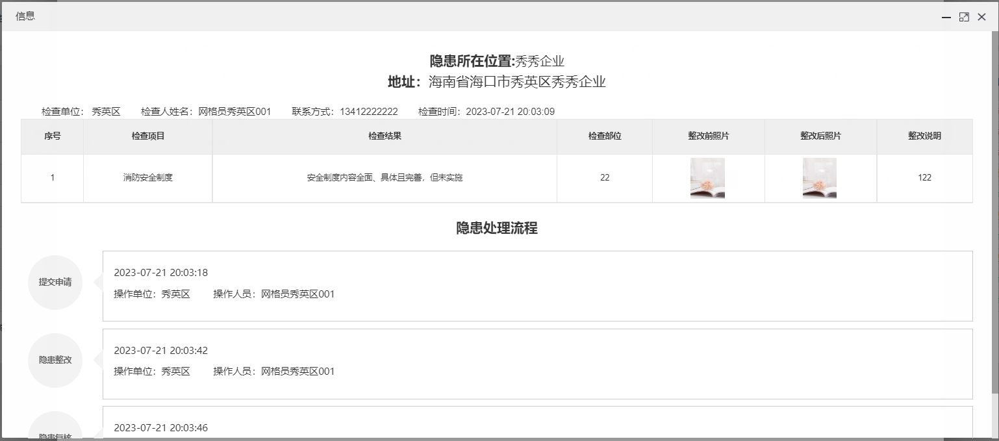 信息
隐患所在位置:秀秀企业
地址：海南省海口市秀英区秀秀企业
检查单位： 秀英区 检查人姓名：网格员秀英区001 联系方式：13412222222 检查时间：2023-07-21 20:03:09
序号 检查项目 检查结果 检查部位 整改前照片 整改后照片 整改说明
1 消防安全制度 安全制度内容全面、具体且完善，但未实施 22 122
隐患处理流程
提交申请
2023-07-21 20:03:18
操作单位：秀英区 操作人员：网格员秀英区001
隐患整改
2023-07-21 20:03:42
操作单位：秀英区 操作人员：网格员秀英区001
隐患复核
2023-07-21 20:03:46